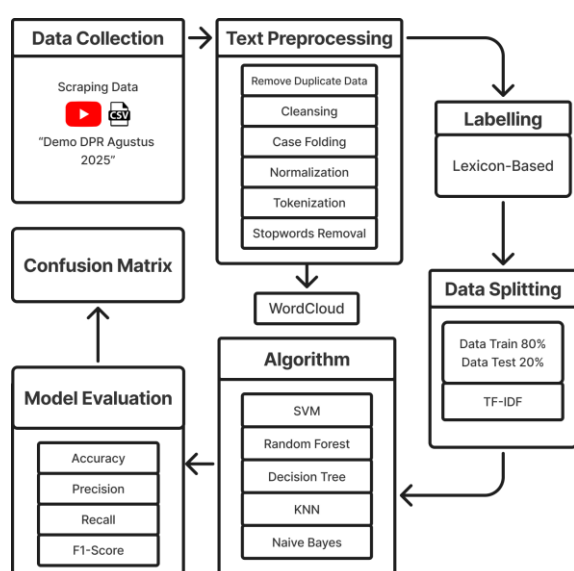 Data Collection
Scraping Data
CSV
“Demo DPR Agustus
2025”
Text Preprocessing
Remove Duplicate Data
Cleansing
Case Folding
Normalization
Tokenization
Stopwords Removal
WordCloud
Labelling
Lexicon-Based
Data Splitting
Data Train 80%
Data Test 20%
TF-IDF
Algorithm
SVM
Random Forest
Decision Tree
KNN
Naive Bayes
Model Evaluation
Accuracy
Precision
Recall
F1-Score
Confusion Matrix